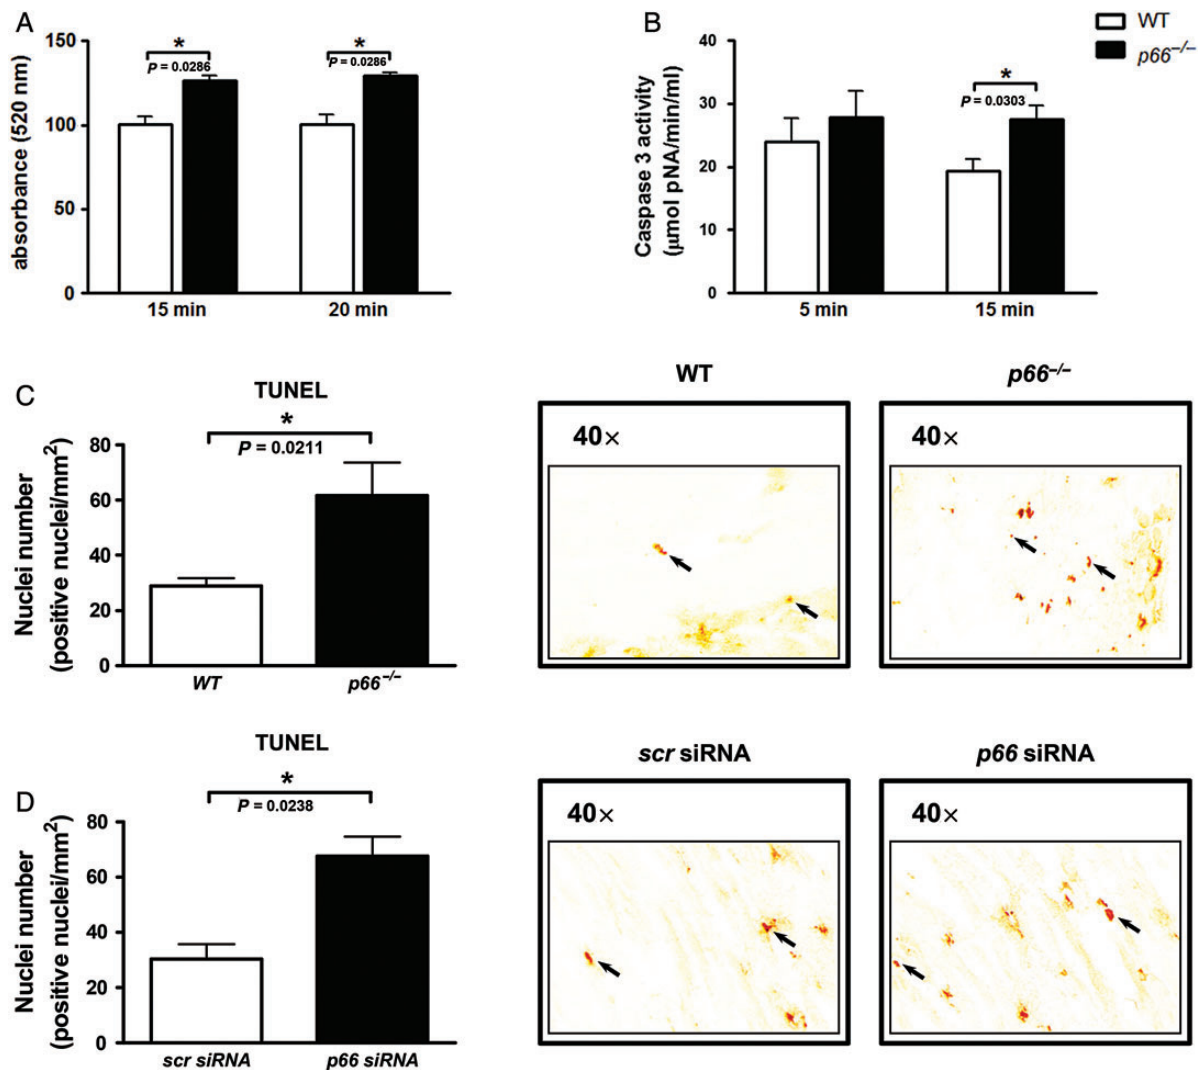 A
absorbance (520 nm)
150
100
50
0
*
P = 0.0286
*
P = 0.0286
15 min
20 min
B
Caspase 3 activity
(μmol pNA/min/ml)
40
30
20
10
0
*
P = 0.0303
5 min
15 min
WT
p66−/−
C
TUNEL
*
P = 0.0211
Nuclei number
(positive nuclei/mm2)
80
60
40
20
0
WT
p66−/−
WT
40×
p66−/−
40×
D
TUNEL
*
P = 0.0238
Nuclei number
(positive nuclei/mm2)
80
60
40
20
0
scr siRNA
p66 siRNA
scr siRNA
40×
p66 siRNA
40×